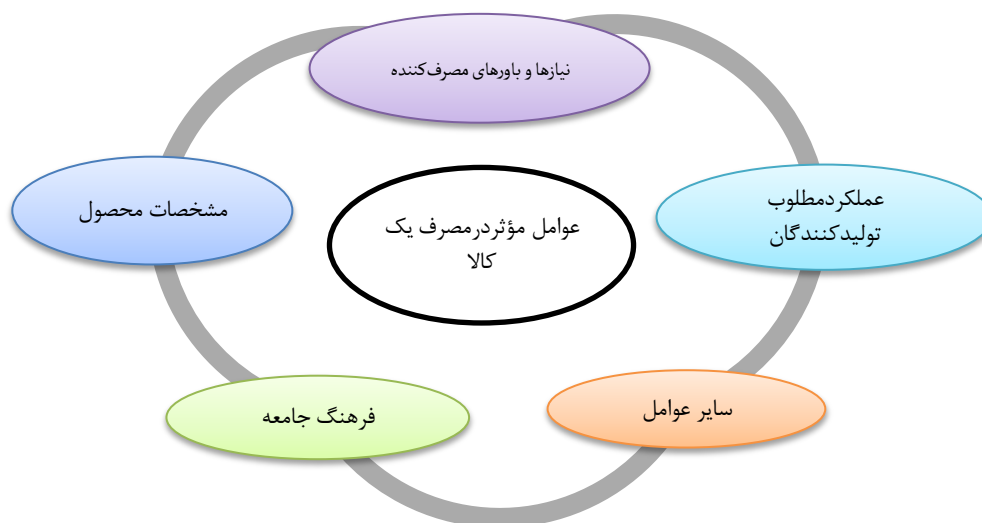 نیازها و باورهای مصرف‌کننده
عملکردمطلوب
تولیدکنندگان
مشخصات محصول
عوامل مؤثردرمصرف یک
کالا
سایر عوامل
فرهنگ جامعه